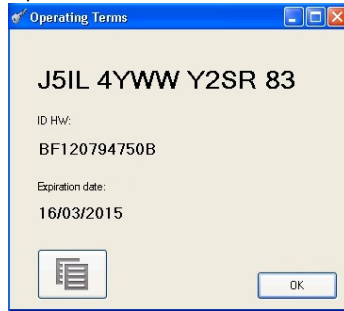 Operating Terms
J5IL 4YWW Y2SR 83
ID HW:
BF120794750B
Expiration date:
16/03/2015
OK